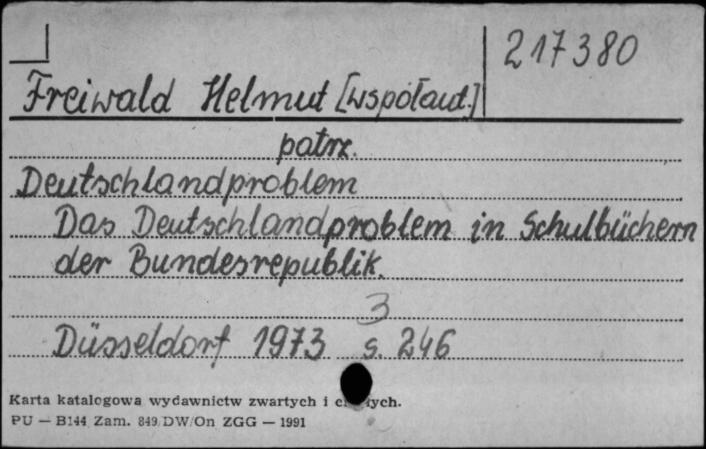 217380
Freiwald Helmut [współaut.]
patrz.
Deutschlandproblem
Das Deutschlandproblem in Schulbüchern
der Bundesrepublik.
3
Düsseldorf 1973 s. 246
Karta katalogowa wydawnictw zwartych i
PU — B144 Zam. 849/DW/On ZGG — 1991